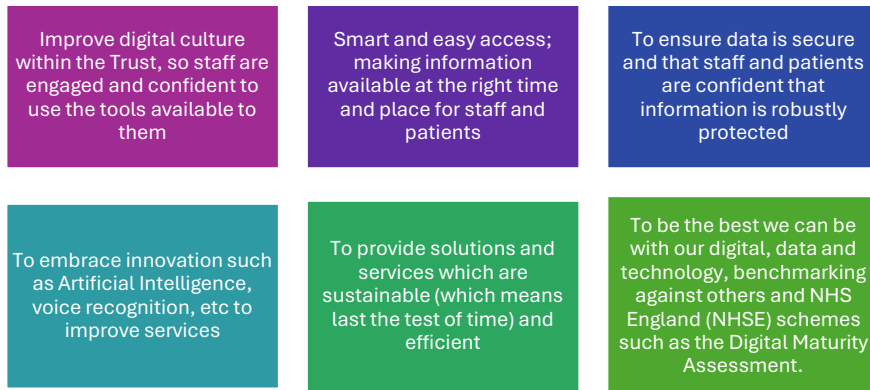 Improve digital culture
within the Trust, so staff are
engaged and confident to
use the tools available to
them
Smart and easy access;
making information
available at the right time
and place for staff and
patients
To ensure data is secure
and that staff and patients
are confident that
information is robustly
protected
To embrace innovation such
as Artificial Intelligence,
voice recognition, etc to
improve services
To provide solutions and
services which are
sustainable (which means
last the test of time) and
efficient
To be the best we can be
with our digital, data and
technology, benchmarking
against others and NHS
England (NHSE) schemes
such as the Digital Maturity
Assessment.